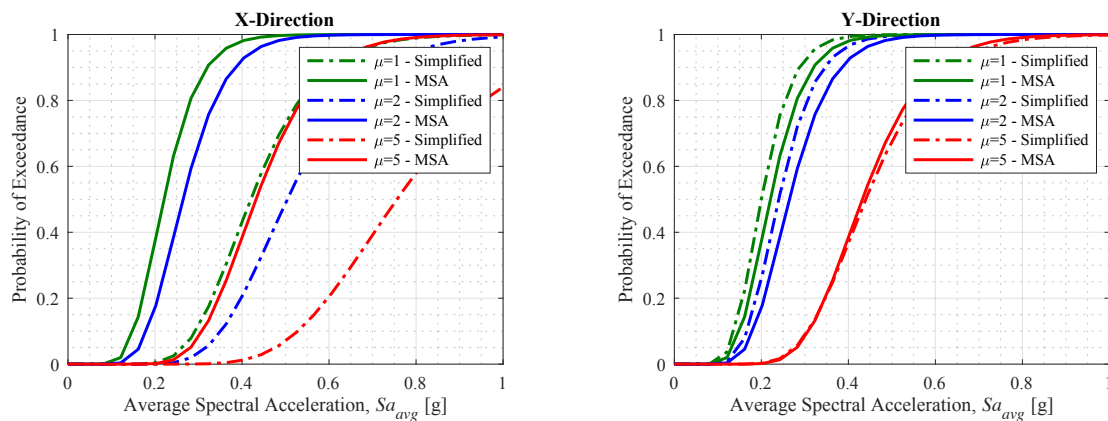 X-Direction
1
0.8
0.6
0.4
0.2
0
0 0.2 0.4 0.6 0.8 1
Probability of Exceedance
Average Spectral Acceleration, Sa_avg [g]
μ=1 - Simplified
μ=1 - MSA
μ=2 - Simplified
μ=2 - MSA
μ=5 - Simplified
μ=5 - MSA
Y-Direction
1
0.8
0.6
0.4
0.2
0
0 0.2 0.4 0.6 0.8 1
Probability of Exceedance
Average Spectral Acceleration, Sa_avg [g]
μ=1 - Simplified
μ=1 - MSA
μ=2 - Simplified
μ=2 - MSA
μ=5 - Simplified
μ=5 - MSA